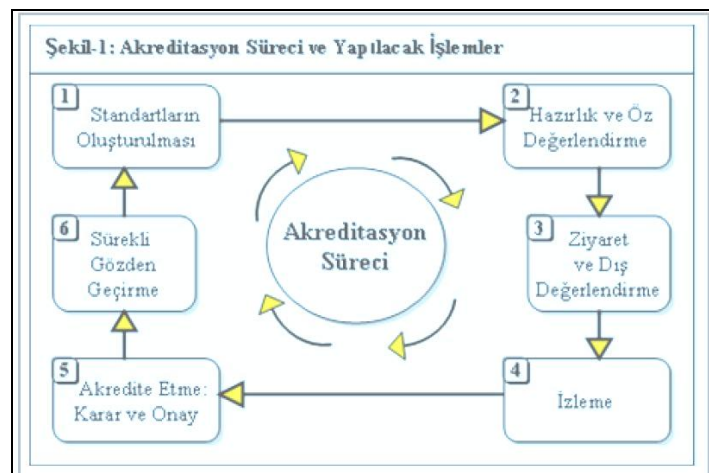 Şekil-1: Akreditasyon Süreci ve Yapılacak İşlemler
1
Standartların
Oluşturulması
2
Hazırlık ve Öz
Değerlendirme
3
Ziyaret
ve Dış
Değerlendirme
4
İzleme
5
Akredite Etme:
Karar ve Onay
6
Sürekli
Gözden
Geçirme
Akreditasyon
Süreci